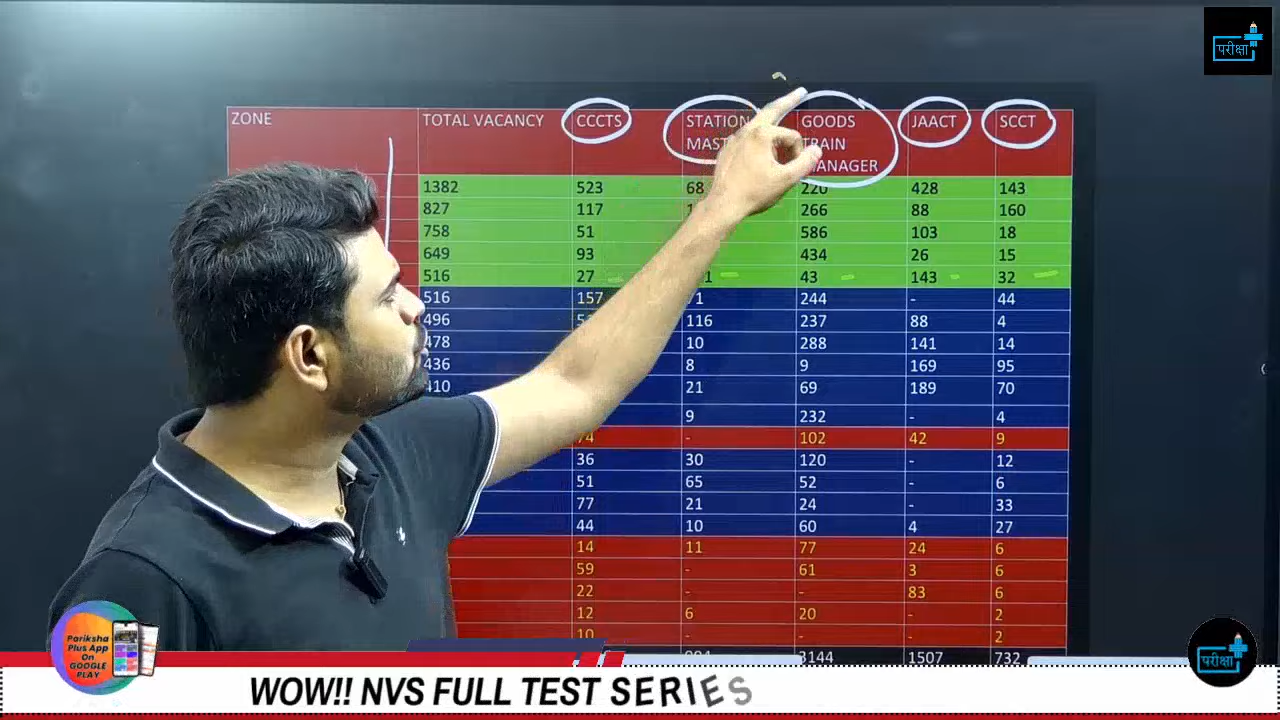 परीक्षा
ZONE TOTAL VACANCY CCCTS STATION GOODS JAACT SCCT
TRAIN
MANAGER
1382 523 68 220 428 143
827 117 266 88 160
758 51 586 103 18
649 93 434 26 15
516 27 43 143 32
516 157 71 244 - 44
496 116 237 88 4
478 10 288 141 14
436 8 9 169 95
410 21 69 189 70
9 232 - 4
74 - 102 42 9
36 30 120 - 12
51 65 52 - 6
77 21 24 - 33
44 10 60 4 27
14 11 77 24 6
59 - 61 3 6
22 - - 83 6
12 6 20 - 2
10 - - - 2
3144 1507 732
Pariksha
Plus App
On
GOOGLE
PLAY
परीक्षा
WOW!! NVS FULL TEST SERIES